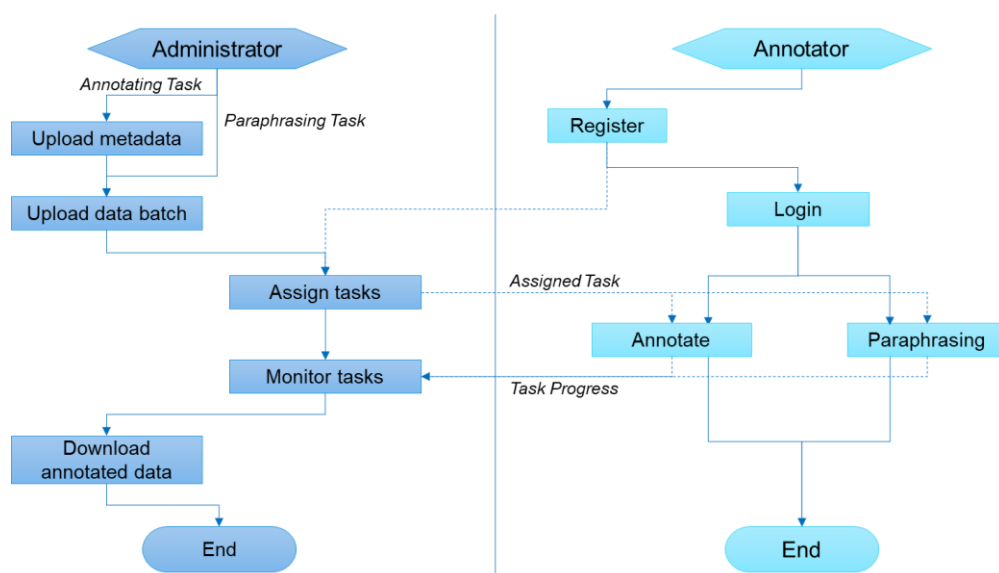 Administrator
Annotating Task
Paraphrasing Task
Upload metadata
Upload data batch
Assign tasks
Monitor tasks
Download
annotated data
End
Annotator
Register
Login
Assigned Task
Annotate
Paraphrasing
Task Progress
End